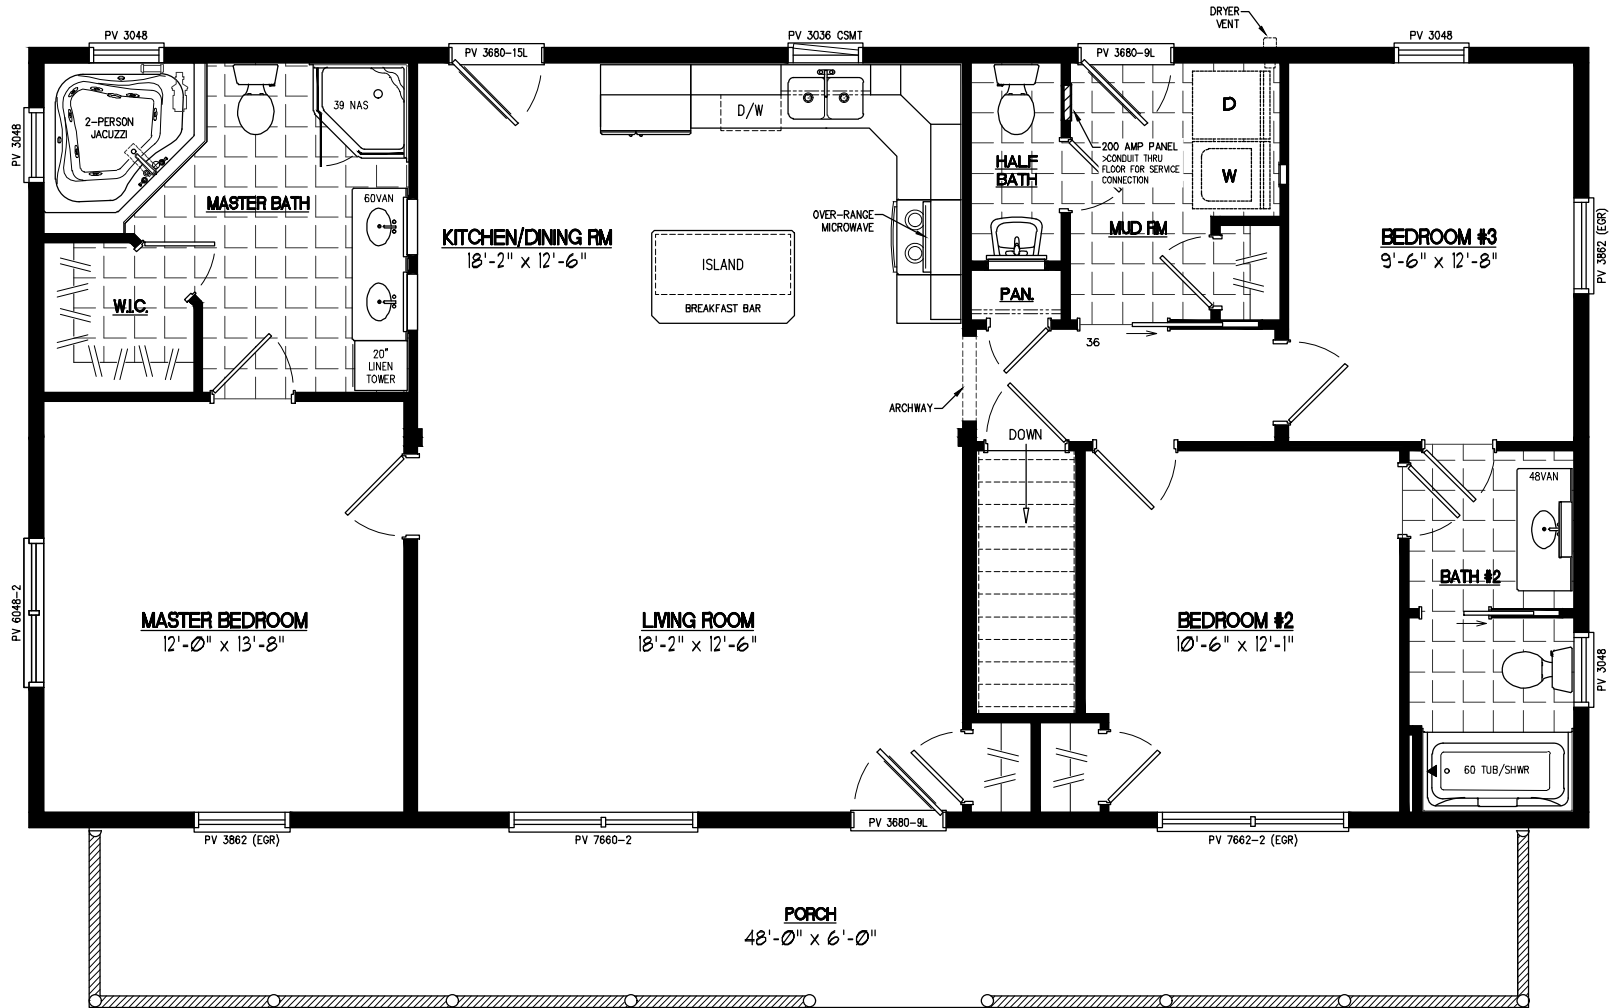 DRYER
VENT
PV 3048
PV 3680-15L
PV 3036 CSMT
PV 3680-9L
PV 3048
PV 3048
2-PERSON
JACUZZI
39 NAS
60VAN
MASTER BATH
W.I.C.
20"
LINEN
TOWER
KITCHEN/DINING RM
18'-2" x 12'-6"
D/W
OVER-RANGE
MICROWAVE
ISLAND
BREAKFAST BAR
HALF
BATH
200 AMP PANEL
>CONDUIT THRU
FLOOR FOR SERVICE
CONNECTION
D
W
MUD RM
PAN.
36
ARCHWAY
DOWN
BEDROOM #3
9'-6" x 12'-8"
PV 3862 (EGR)
PV 6048-2
MASTER BEDROOM
12'-0" x 13'-8"
LIVING ROOM
18'-2" x 12'-6"
BEDROOM #2
10'-6" x 12'-1"
48VAN
BATH #2
PV 3048
60 TUB/SHWR
PV 3862 (EGR)
PV 7660-2
PV 3680-9L
PV 7662-2 (EGR)
PORCH
48'-0" x 6'-0"